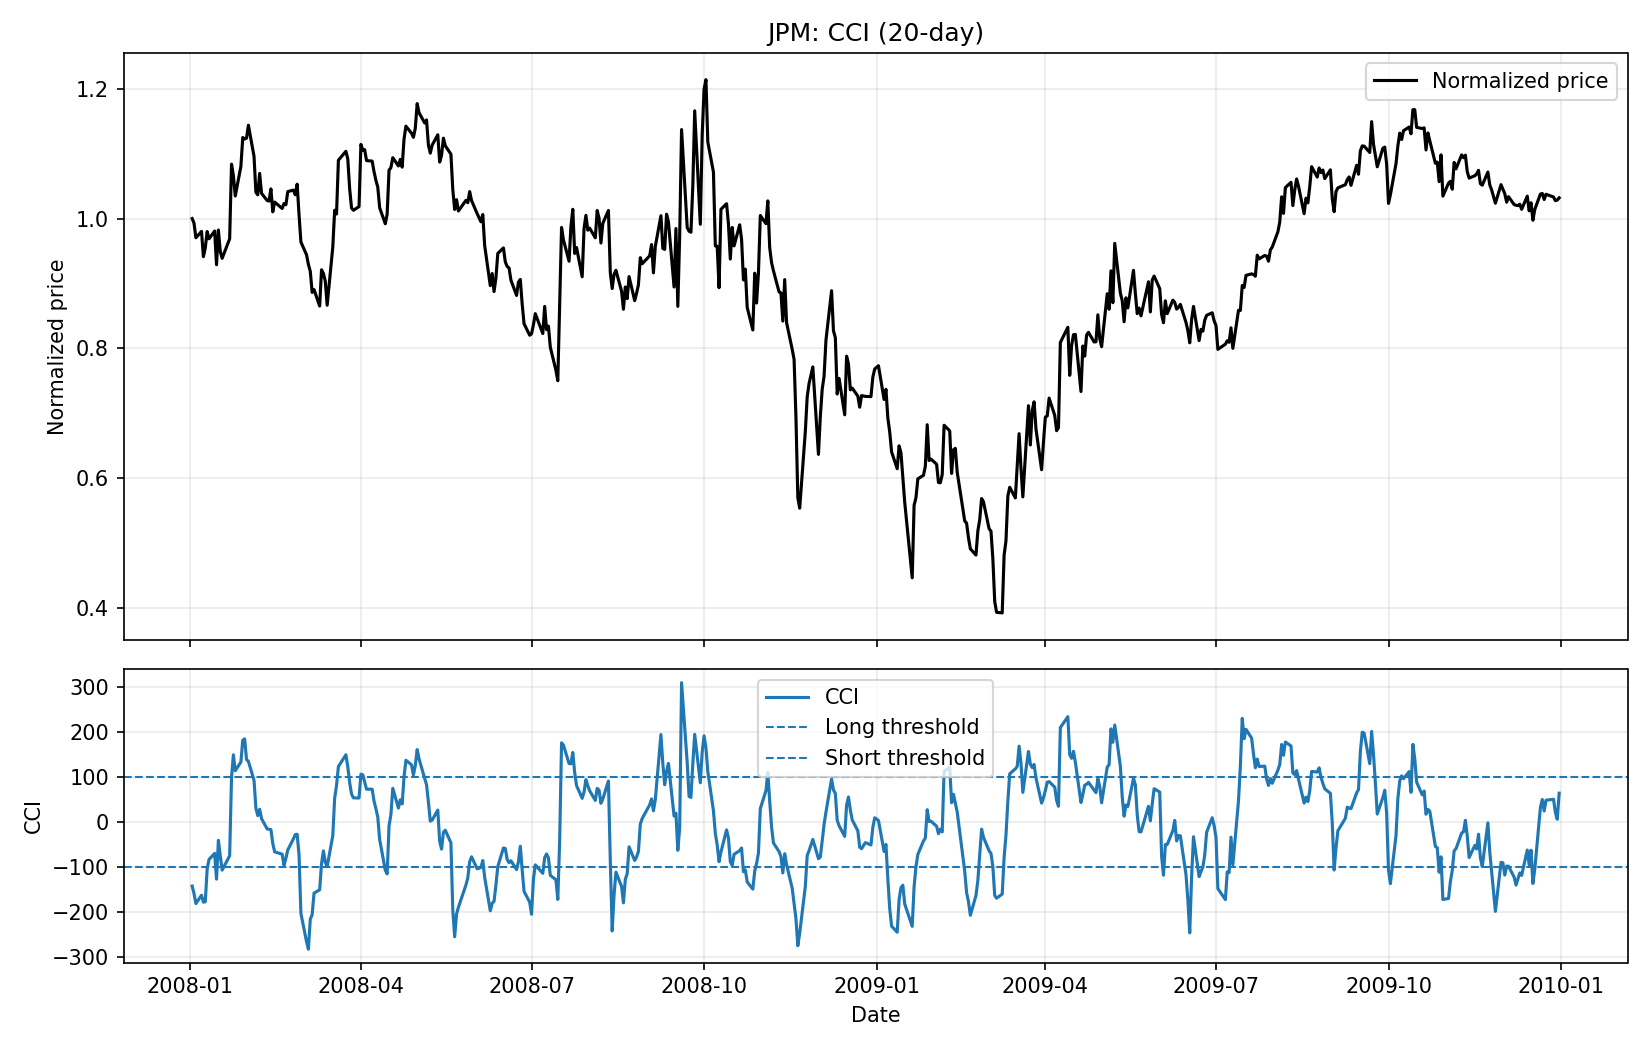 JPM: CCI (20-day)
Normalized price
Normalized price
1.2
1.0
0.8
0.6
0.4
CCI
Long threshold
Short threshold
CCI
300
200
100
0
−100
−200
−300
2008-01 2008-04 2008-07 2008-10 2009-01 2009-04 2009-07 2009-10 2010-01
Date